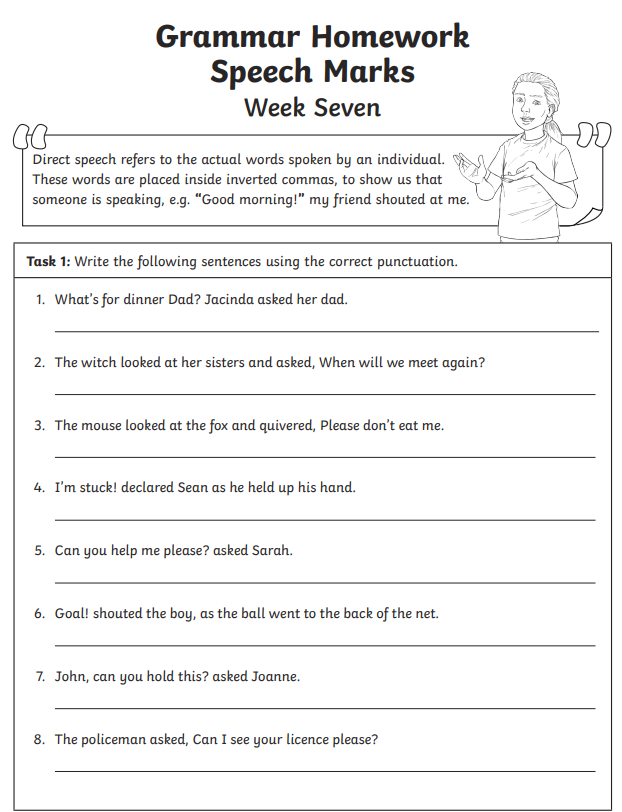 Grammar Homework
Speech Marks
Week Seven
Direct speech refers to the actual words spoken by an individual.
These words are placed inside inverted commas, to show us that
someone is speaking, e.g. “Good morning!” my friend shouted at me.
Task 1: Write the following sentences using the correct punctuation.
1. What’s for dinner Dad? Jacinda asked her dad.
2. The witch looked at her sisters and asked, When will we meet again?
3. The mouse looked at the fox and quivered, Please don’t eat me.
4. I’m stuck! declared Sean as he held up his hand.
5. Can you help me please? asked Sarah.
6. Goal! shouted the boy, as the ball went to the back of the net.
7. John, can you hold this? asked Joanne.
8. The policeman asked, Can I see your licence please?